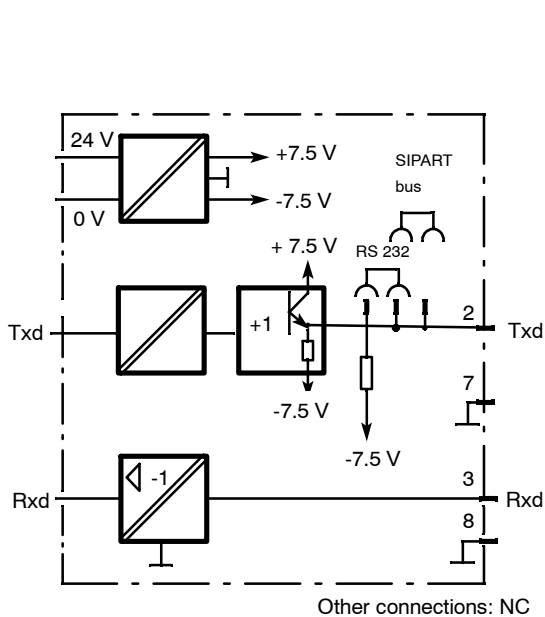 24 V
+7.5 V
SIPART
bus
-7.5 V
0 V
+ 7.5 V
RS 232
2
Txd
+1
Txd
7
-7.5 V
-7.5 V
-1
3
Rxd
Rxd
8
Other connections: NC